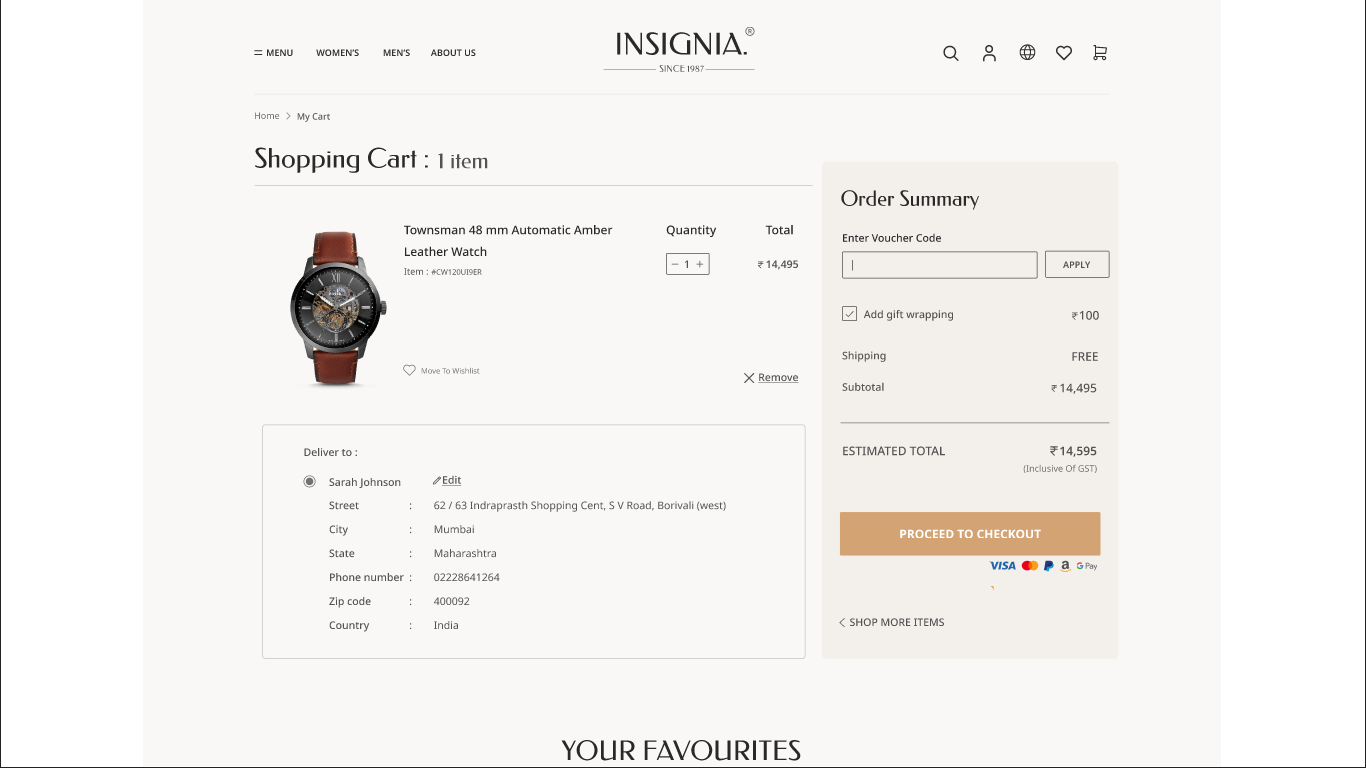 MENU WOMEN'S MEN'S ABOUT US
INSIGNIA.®
SINCE 1987
Home > My Cart
Shopping Cart : 1 item
Townsman 48 mm Automatic Amber
Leather Watch
Item : #CW120UI9ER
Quantity Total
− 1 + ₹ 14,495
Move To Wishlist
Remove
Deliver to :
Sarah Johnson Edit
Street : 62 / 63 Indraprasth Shopping Cent, S V Road, Borivali (west)
City : Mumbai
State : Maharashtra
Phone number : 02228641264
Zip code : 400092
Country : India
Order Summary
Enter Voucher Code
APPLY
Add gift wrapping ₹100
Shipping FREE
Subtotal ₹ 14,495
ESTIMATED TOTAL ₹14,595
(Inclusive Of GST)
PROCEED TO CHECKOUT
VISA a G Pay
SHOP MORE ITEMS
YOUR FAVOURITES